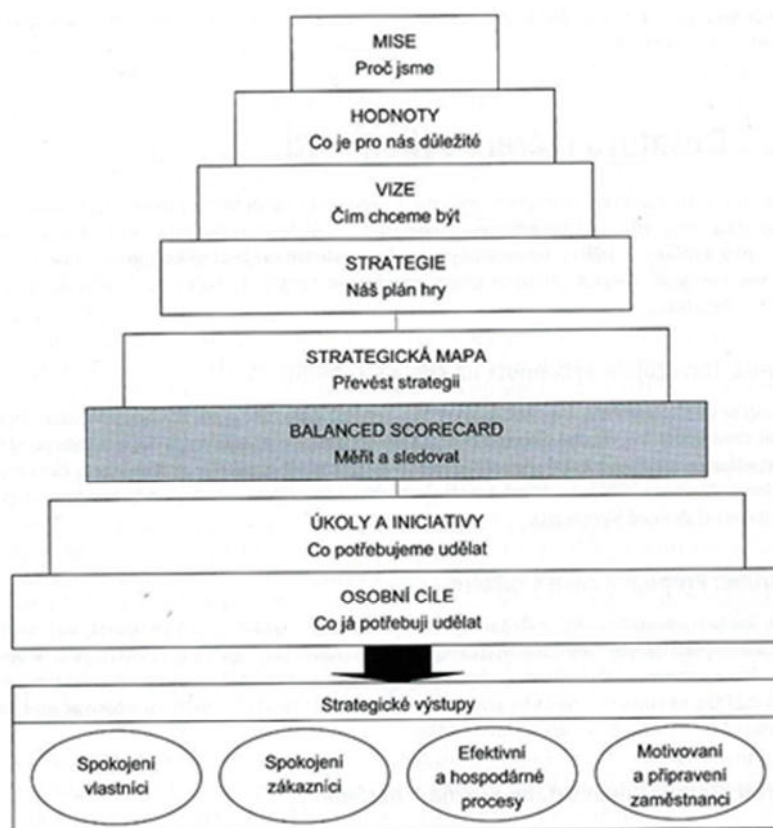 MISE
Proč jsme
HODNOTY
Co je pro nás důležité
VIZE
Čím chceme být
STRATEGIE
Náš plán hry
STRATEGICKÁ MAPA
Převést strategii
BALANCED SCORECARD
Měřit a sledovat
ÚKOLY A INICIATIVY
Co potřebujeme udělat
OSOBNÍ CÍLE
Co já potřebuji udělat
Strategické výstupy
Spokojení
vlastníci
Spokojení
zákazníci
Efektivní
a hospodárné
procesy
Motivovaní
a připravení
zaměstnanci